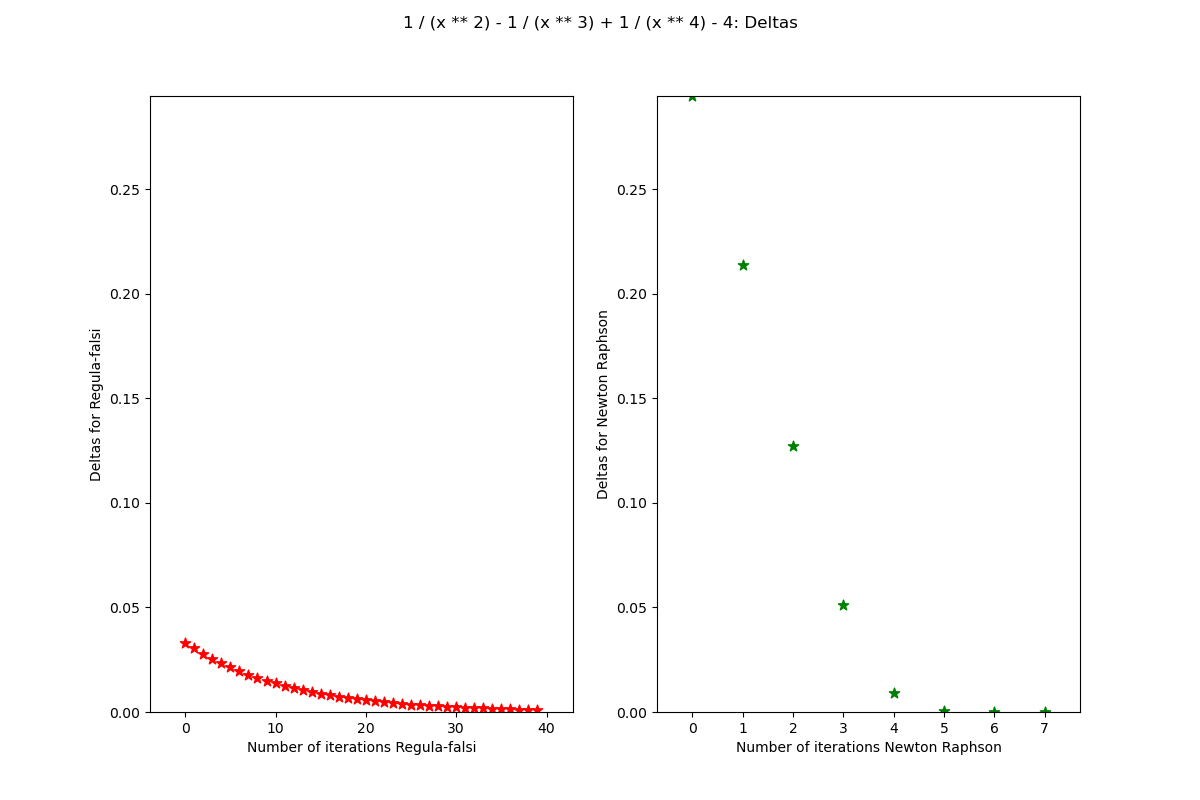 1 / (x ** 2) - 1 / (x ** 3) + 1 / (x ** 4) - 4: Deltas
Deltas for Regula-falsi
0.25
0.20
0.15
0.10
0.05
0.00
0 10 20 30 40
Number of iterations Regula-falsi
Deltas for Newton Raphson
0.25
0.20
0.15
0.10
0.05
0.00
0 1 2 3 4 5 6 7
Number of iterations Newton Raphson